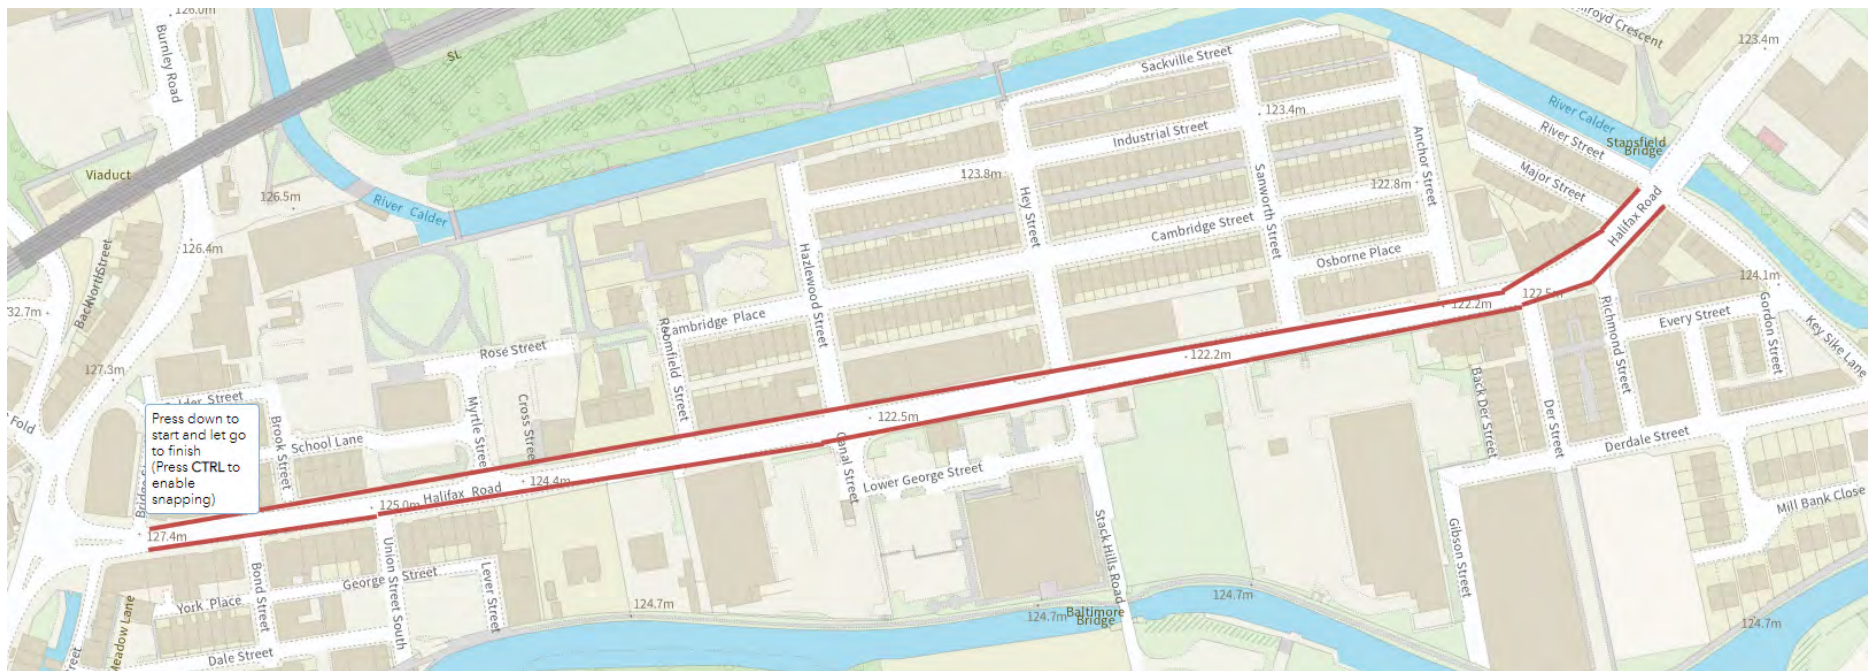 126.0m
Burnley Road
SL
Sackville Street
royd Crescent
123.4m
River Calder
River Street
Stansfield
Bridge
123.4m
Industrial Street
Anchor Street
Major Street
Viaduct
126.5m
River Calder
123.8m
Hey Street
Sanworth Street
122.8m
Halifax Road
Cambridge Street
Osborne Place
126.4m
Back North Street
Hazlewood Street
124.1m
32.7m
Cambridge Place
Roomfield Street
122.2m
122.5m
Richmond Street
Every Street
Gordon Street
Key Sike Lane
Rose Street
122.2m
127.3m
Fold
Calder Street
Press down to
start and let go
to finish
(Press CTRL to
enable
snapping)
Brook Street
School Lane
Myrtle Street
Cross Street
122.5m
Back Der Street
Der Street
Derdale Street
Canal Street
Lower George Street
Halifax Road
124.4m
125.0m
127.4m
Mill Bank Close
Stack Hills Road
Gibson Street
Bond Street
Union Street South
George Street
Lever Street
York Place
Meadow Lane
Dale Street
124.7m
124.7m
Baltimore
Bridge
124.7m
124.7m